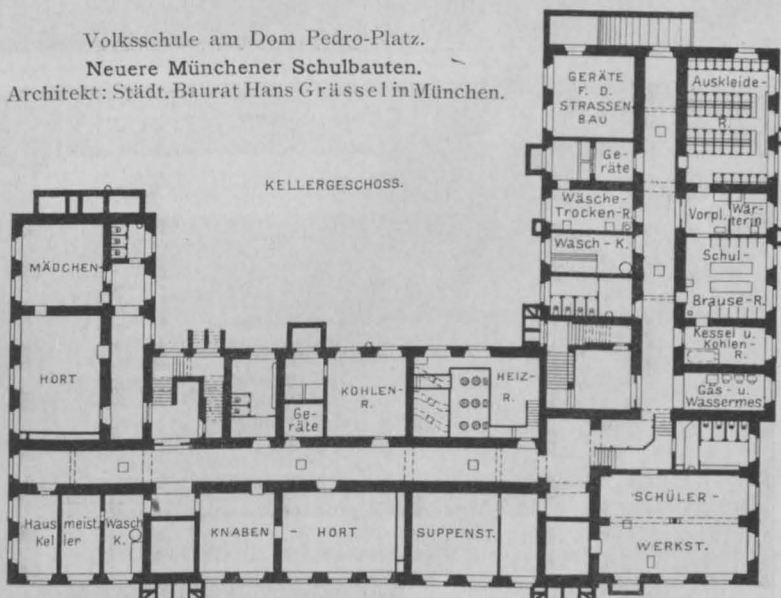 Volksschule am Dom Pedro-Platz.
Neuere Münchener Schulbauten.
Architekt: Städt. Baurat Hans Grässel in München.
KELLERGESCHOSS.
GERÄTE
F. D.
STRASSEN-
BAU
Auskleide-
R.
Ge-
räte
Wäsche-
Trocken-R.
Wasch-K.
Vorpl.
Wär-
terin
Schul-
Brause-R.
Kessel u.
Kohlen-
R.
Gas- u.
Wassermes
MÄDCHEN-
HORT
Ge-
räte
KOHLEN-
R.
HEIZ-
R.
Haus meist.
Keller
Wasch
K.
KNABEN - HORT
SUPPENST.
SCHÜLER-
WERKST.